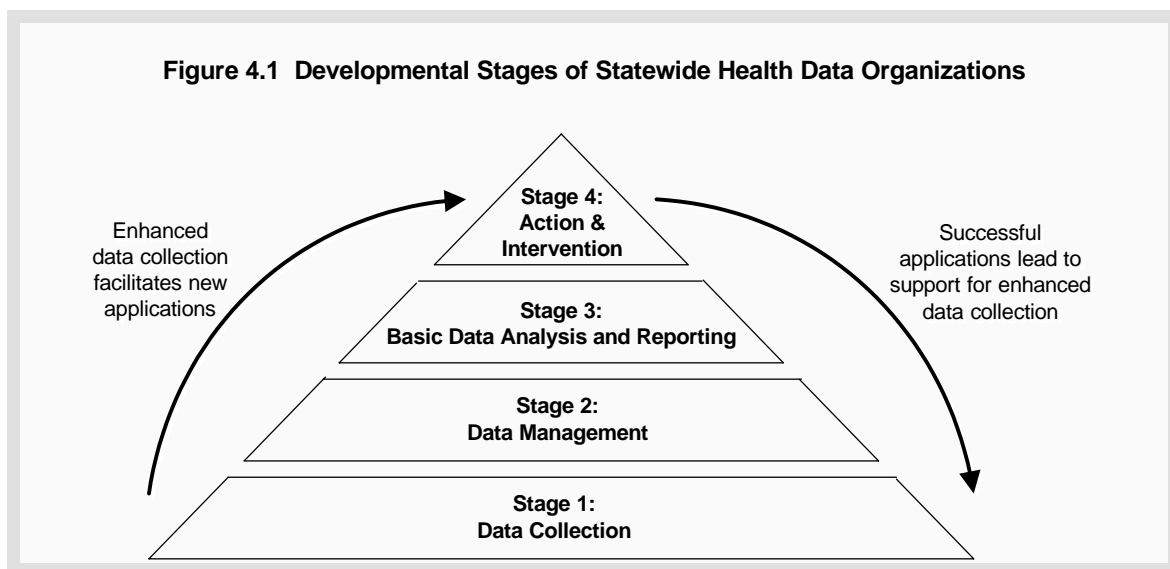 Figure 4.1 Developmental Stages of Statewide Health Data Organizations
Enhanced
data collection
facilitates new
applications
Stage 4:
Action &
Intervention
Successful
applications lead to
support for enhanced
data collection
Stage 3:
Basic Data Analysis and Reporting
Stage 2:
Data Management
Stage 1:
Data Collection